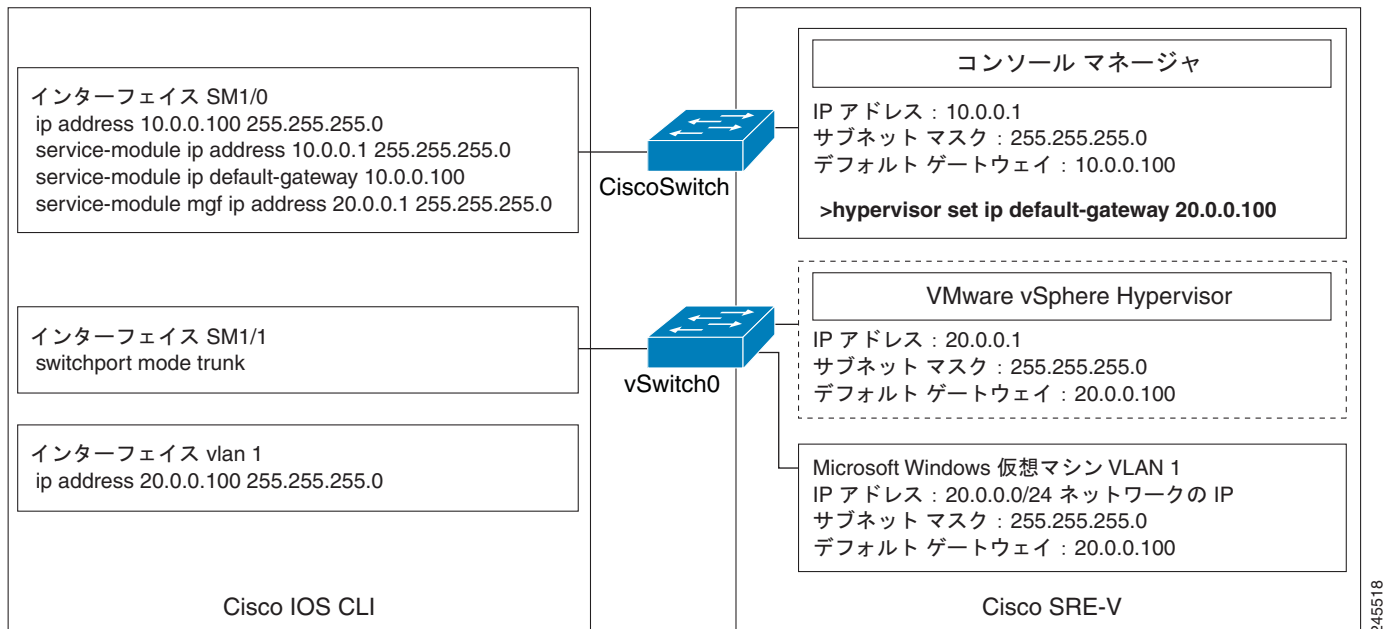 インターフェイス SM1/0
ip address 10.0.0.100 255.255.255.0
service-module ip address 10.0.0.1 255.255.255.0
service-module ip default-gateway 10.0.0.100
service-module mgf ip address 20.0.0.1 255.255.255.0
インターフェイス SM1/1
switchport mode trunk
インターフェイス vlan 1
ip address 20.0.0.100 255.255.255.0
Cisco IOS CLI
CiscoSwitch
vSwitch0
コンソール マネージャ
IP アドレス : 10.0.0.1
サブネット マスク : 255.255.255.0
デフォルト ゲートウェイ : 10.0.0.100
>hypervisor set ip default-gateway 20.0.0.100
VMware vSphere Hypervisor
IP アドレス : 20.0.0.1
サブネット マスク : 255.255.255.0
デフォルト ゲートウェイ : 20.0.0.100
Microsoft Windows 仮想マシン VLAN 1
IP アドレス : 20.0.0.0/24 ネットワークの IP
サブネット マスク : 255.255.255.0
デフォルト ゲートウェイ : 20.0.0.100
Cisco SRE-V
245518